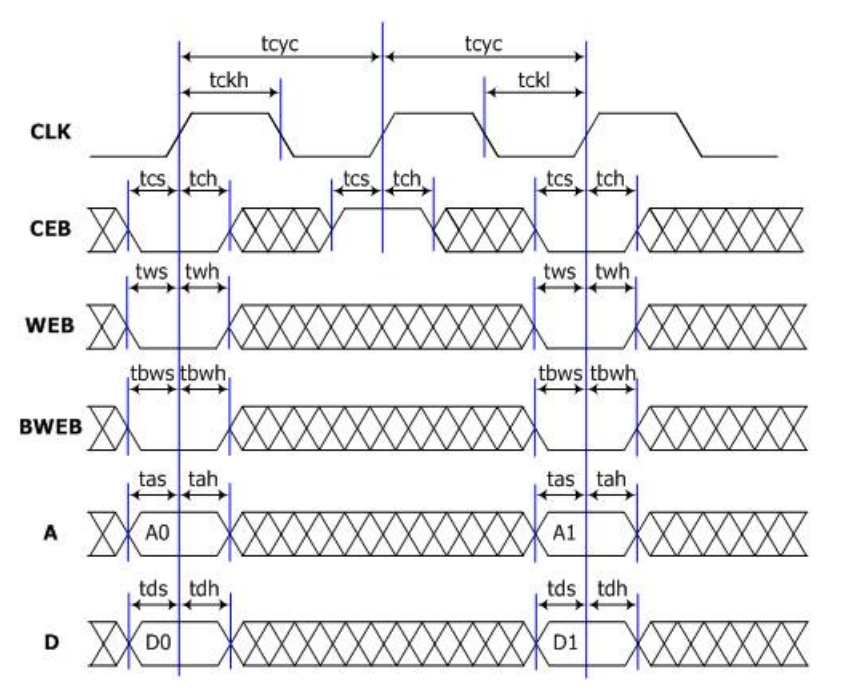 tcyc tcyc
tckh tckl
CLK
tcs tch tcs tch tcs tch
CEB
tws twh tws twh
WEB
tbws tbwh tbws tbwh
BWEB
tas tah tas tah
A A0 A1
tds tdh tds tdh
D D0 D1